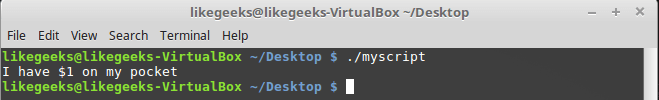 likegeeks@likegeeks-VirtualBox ~/Desktop
File Edit View Search Terminal Help
likegeeks@likegeeks-VirtualBox ~/Desktop $ ./myscript
I have $1 on my pocket
likegeeks@likegeeks-VirtualBox ~/Desktop $